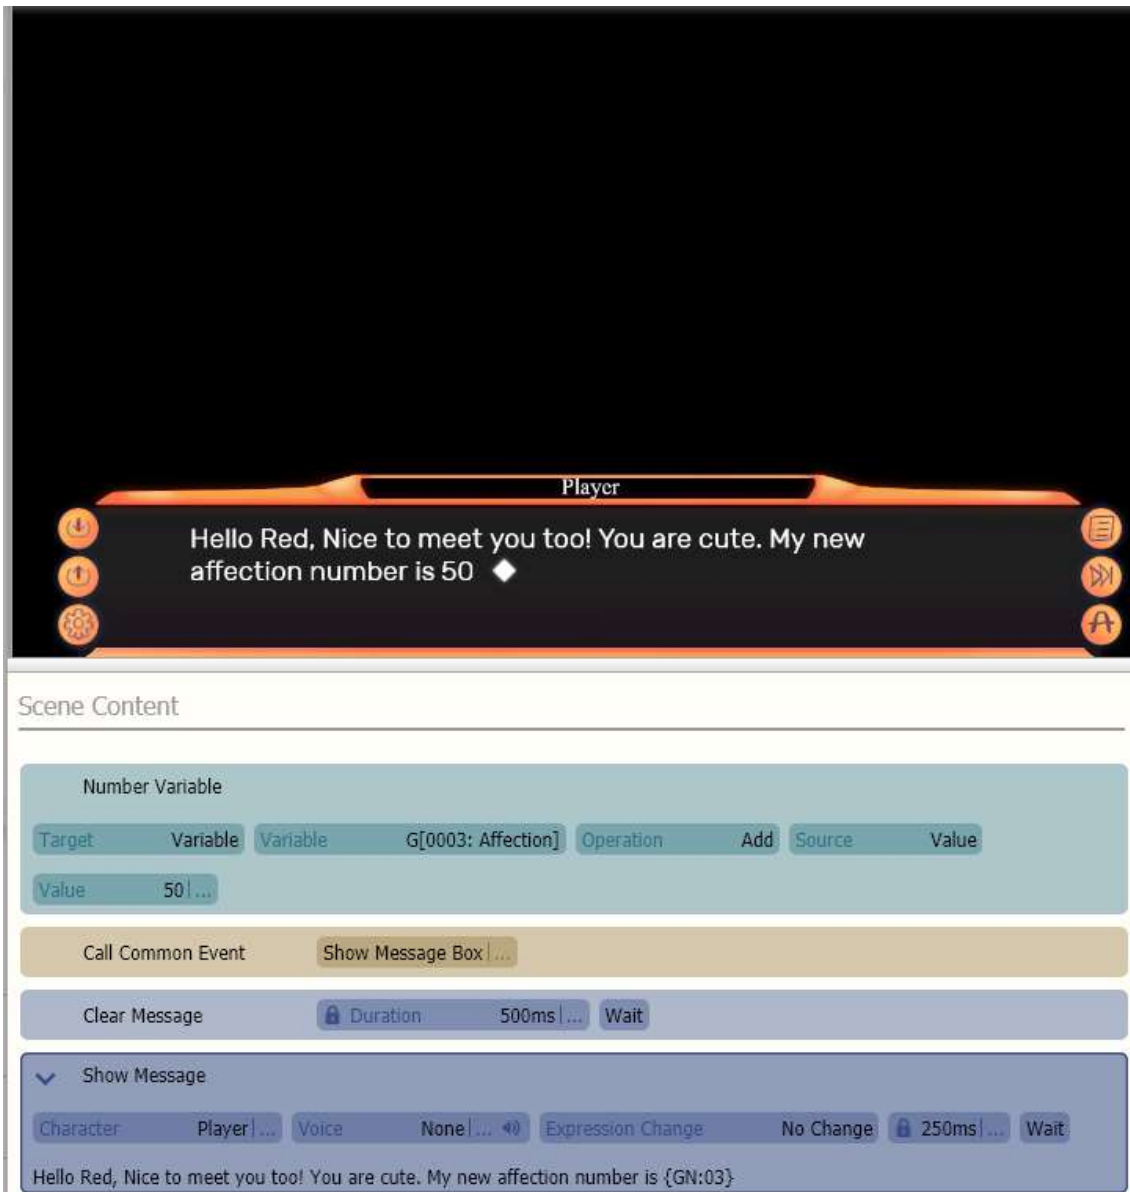 Player
Hello Red, Nice to meet you too! You are cute. My new
affection number is 50
Scene Content
Number Variable
Target Variable Variable G[0003: Affection] Operation Add Source Value
Value 50 ...
Call Common Event Show Message Box ...
Clear Message Duration 500ms ... Wait
Show Message
Character Player ... Voice None ... Expression Change No Change 250ms ... Wait
Hello Red, Nice to meet you too! You are cute. My new affection number is {GN:03}